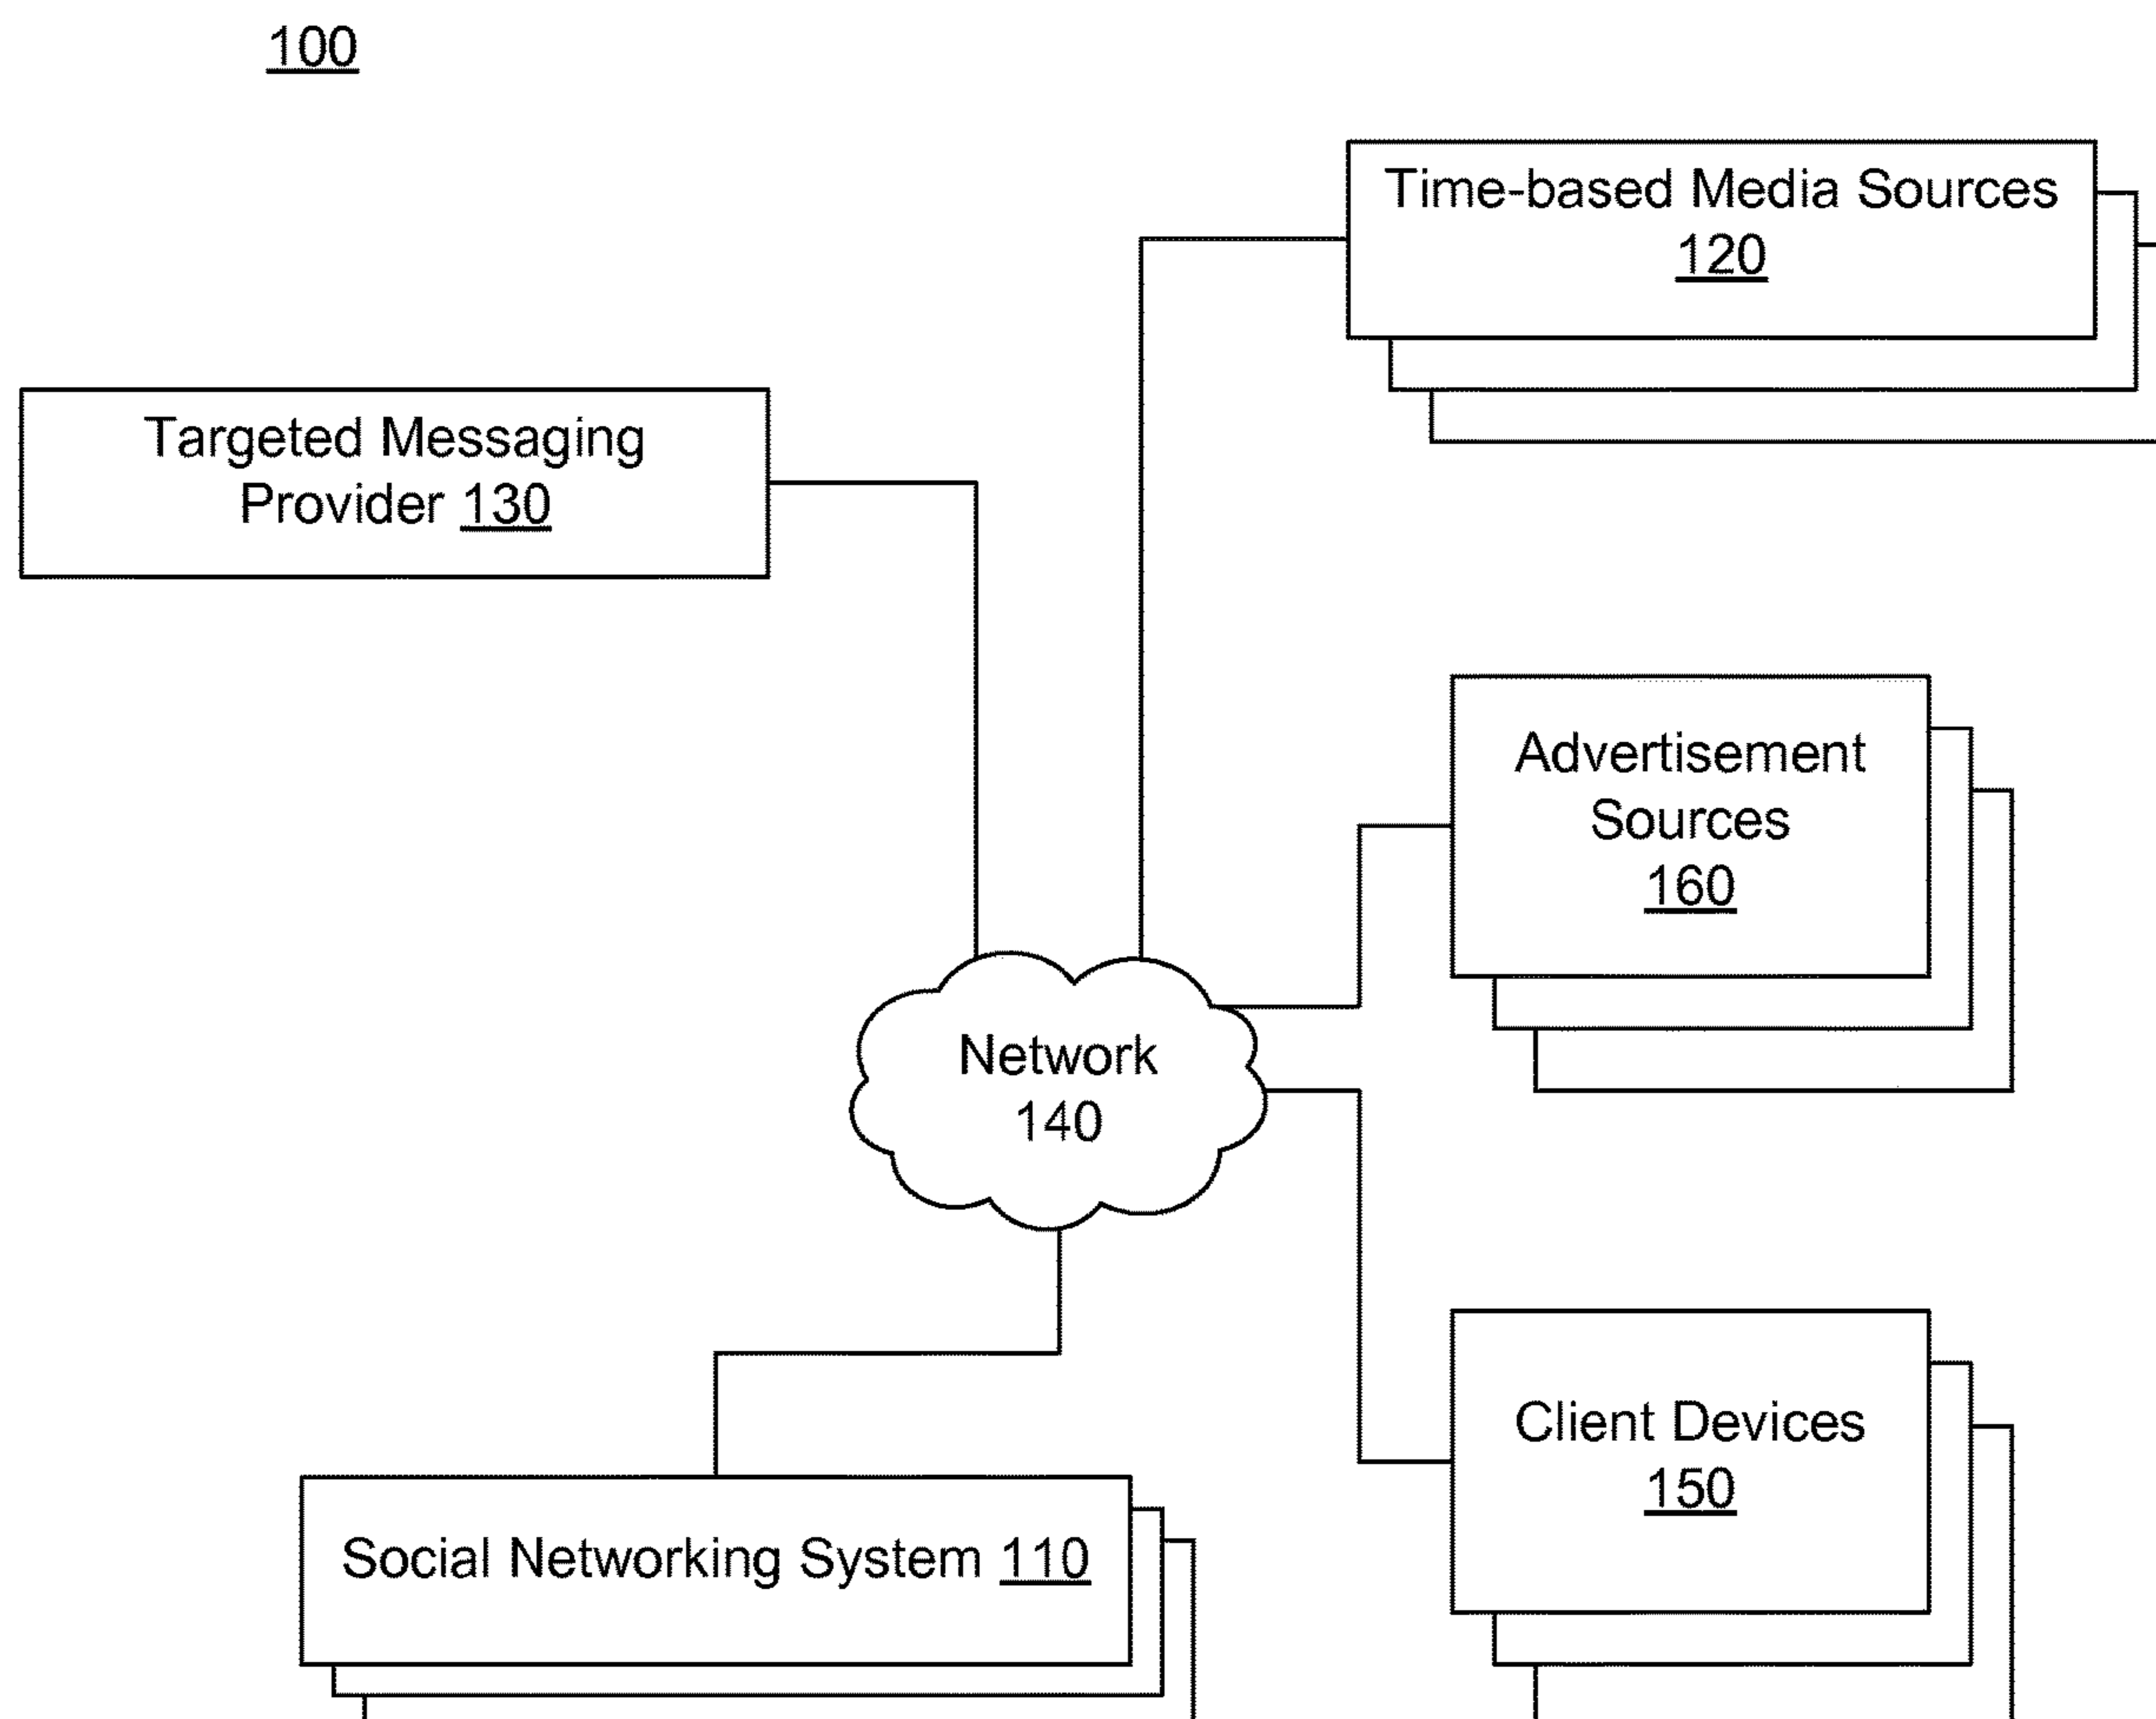 100
Time-based Media Sources
120
Targeted Messaging
Provider 130
Advertisement
Sources
160
Network
140
Client Devices
150
Social Networking System 110